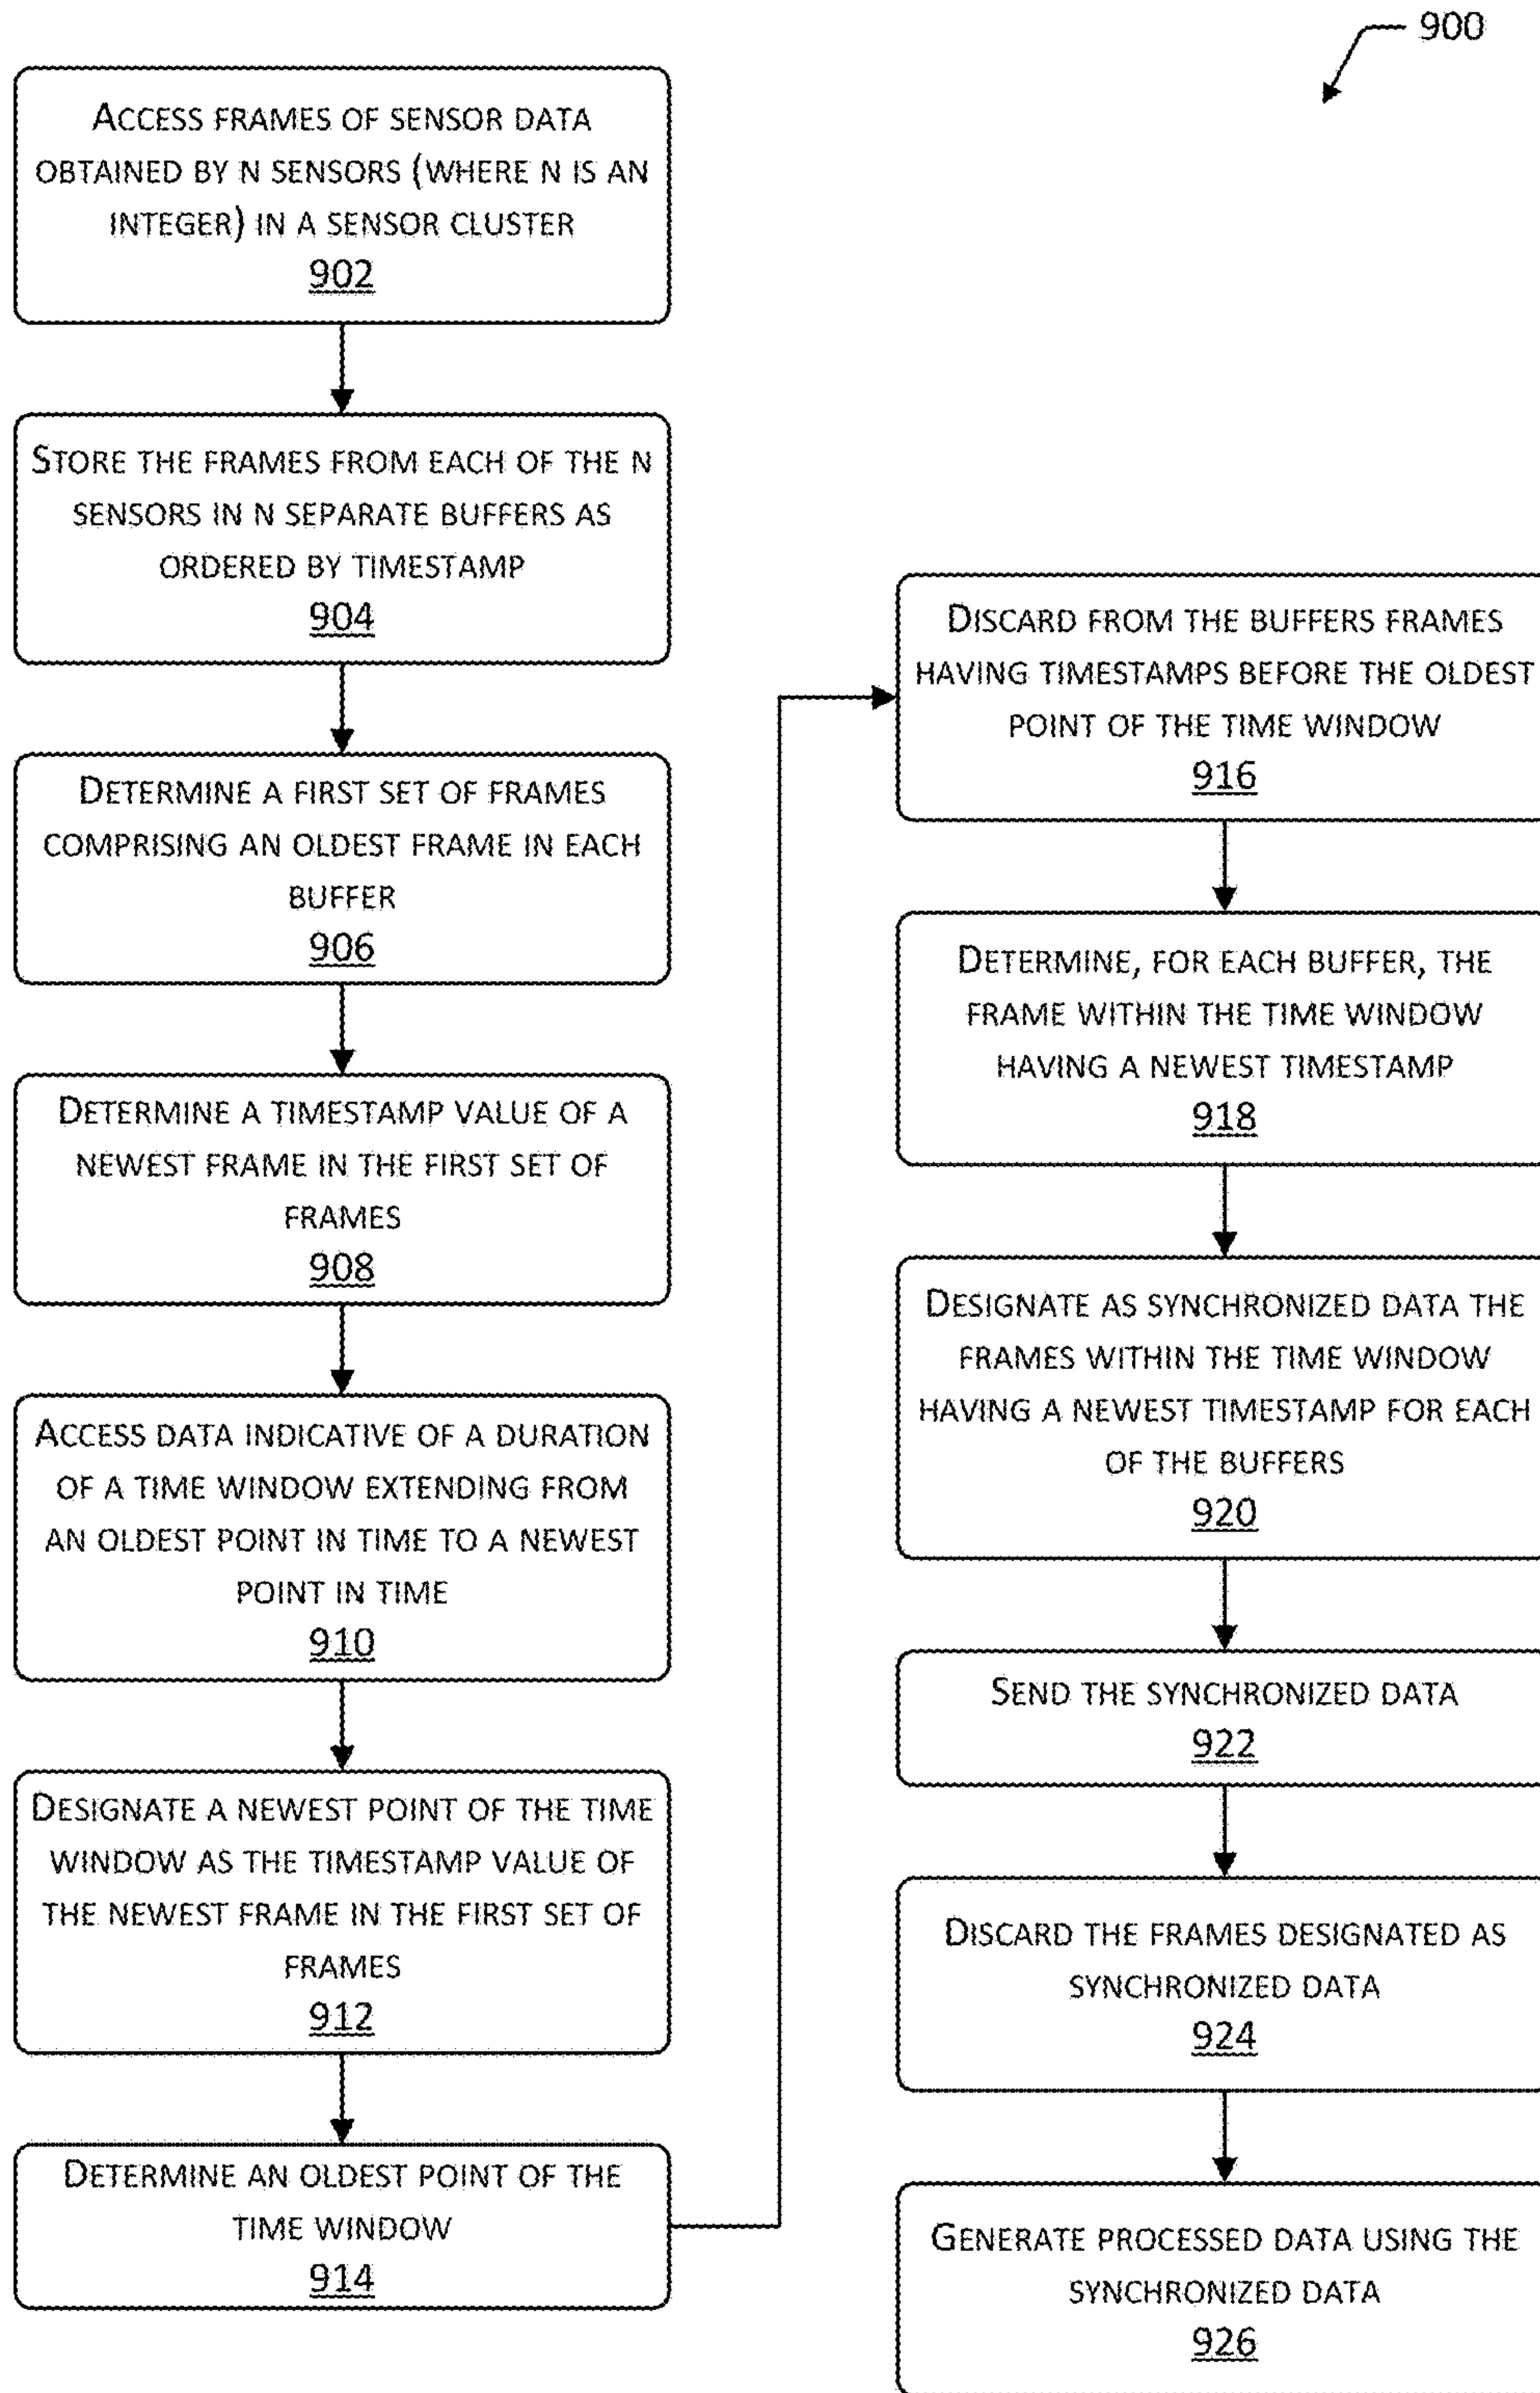 900
ACCESS FRAMES OF SENSOR DATA
OBTAINED BY N SENSORS (WHERE N IS AN
INTEGER) IN A SENSOR CLUSTER
902
STORE THE FRAMES FROM EACH OF THE N
SENSORS IN N SEPARATE BUFFERS AS
ORDERED BY TIMESTAMP
904
DETERMINE A FIRST SET OF FRAMES
COMPRISING AN OLDEST FRAME IN EACH
BUFFER
906
DETERMINE A TIMESTAMP VALUE OF A
NEWEST FRAME IN THE FIRST SET OF
FRAMES
908
ACCESS DATA INDICATIVE OF A DURATION
OF A TIME WINDOW EXTENDING FROM
AN OLDEST POINT IN TIME TO A NEWEST
POINT IN TIME
910
DESIGNATE A NEWEST POINT OF THE TIME
WINDOW AS THE TIMESTAMP VALUE OF
THE NEWEST FRAME IN THE FIRST SET OF
FRAMES
912
DETERMINE AN OLDEST POINT OF THE
TIME WINDOW
914
DISCARD FROM THE BUFFERS FRAMES
HAVING TIMESTAMPS BEFORE THE OLDEST
POINT OF THE TIME WINDOW
916
DETERMINE, FOR EACH BUFFER, THE
FRAME WITHIN THE TIME WINDOW
HAVING A NEWEST TIMESTAMP
918
DESIGNATE AS SYNCHRONIZED DATA THE
FRAMES WITHIN THE TIME WINDOW
HAVING A NEWEST TIMESTAMP FOR EACH
OF THE BUFFERS
920
SEND THE SYNCHRONIZED DATA
922
DISCARD THE FRAMES DESIGNATED AS
SYNCHRONIZED DATA
924
GENERATE PROCESSED DATA USING THE
SYNCHRONIZED DATA
926